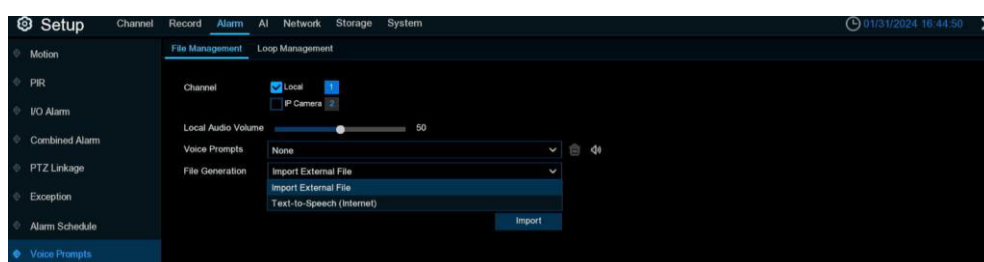 Setup Channel Record Alarm AI Network Storage System 01/31/2024 16:44:50
File Management Loop Management
Motion
PIR
I/O Alarm
Combined Alarm
PTZ Linkage
Exception
Alarm Schedule
Voice Prompts
Channel Local 1
IP Camera 2
Local Audio Volume 50
Voice Prompts None
File Generation Import External File
Import External File
Text-to-Speech (Internet)
Import